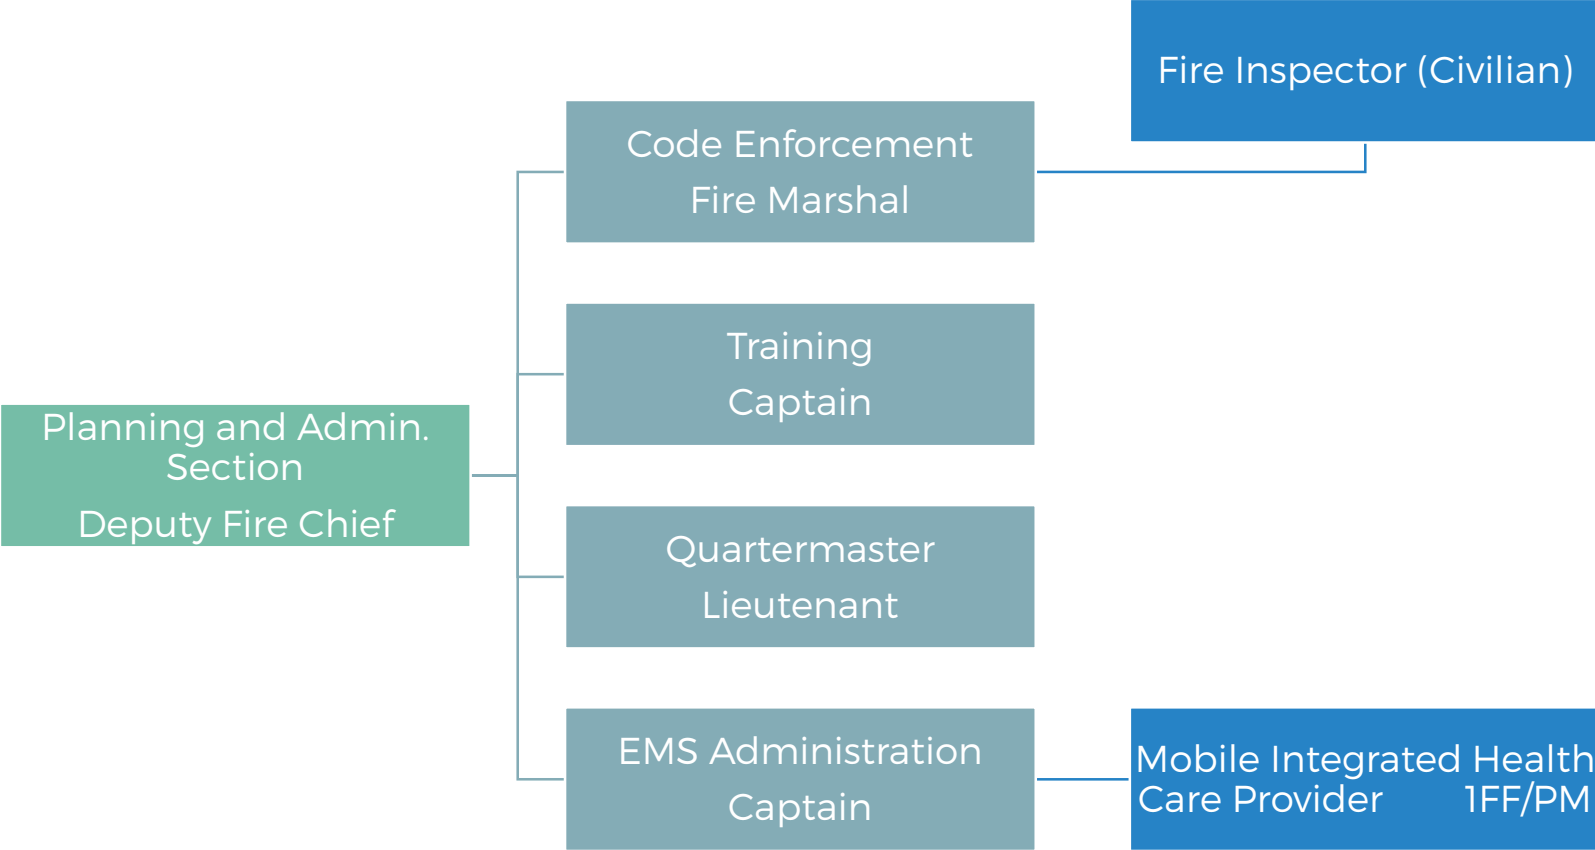 Fire Inspector (Civilian)
Code Enforcement
Fire Marshal
Training
Captain
Planning and Admin.
Section
Deputy Fire Chief
Quartermaster
Lieutenant
EMS Administration
Captain
Mobile Integrated Health
Care Provider 1FF/PM